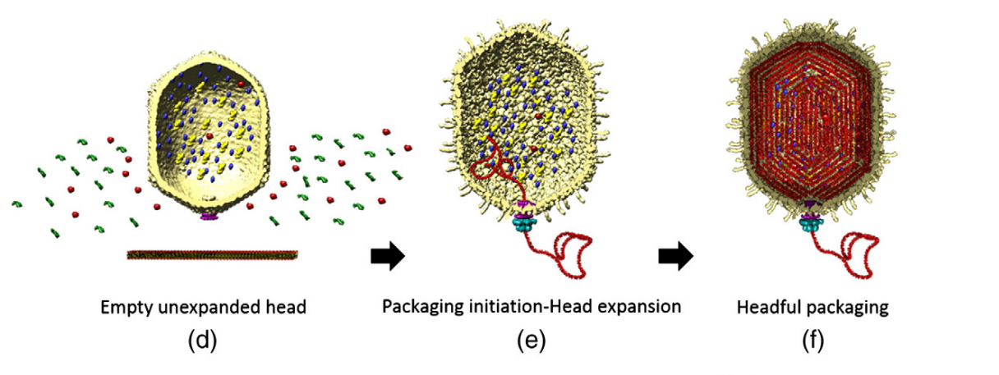 Empty unexpanded head
Packaging initiation-Head expansion
Headful packaging
(d)
(e)
(f)